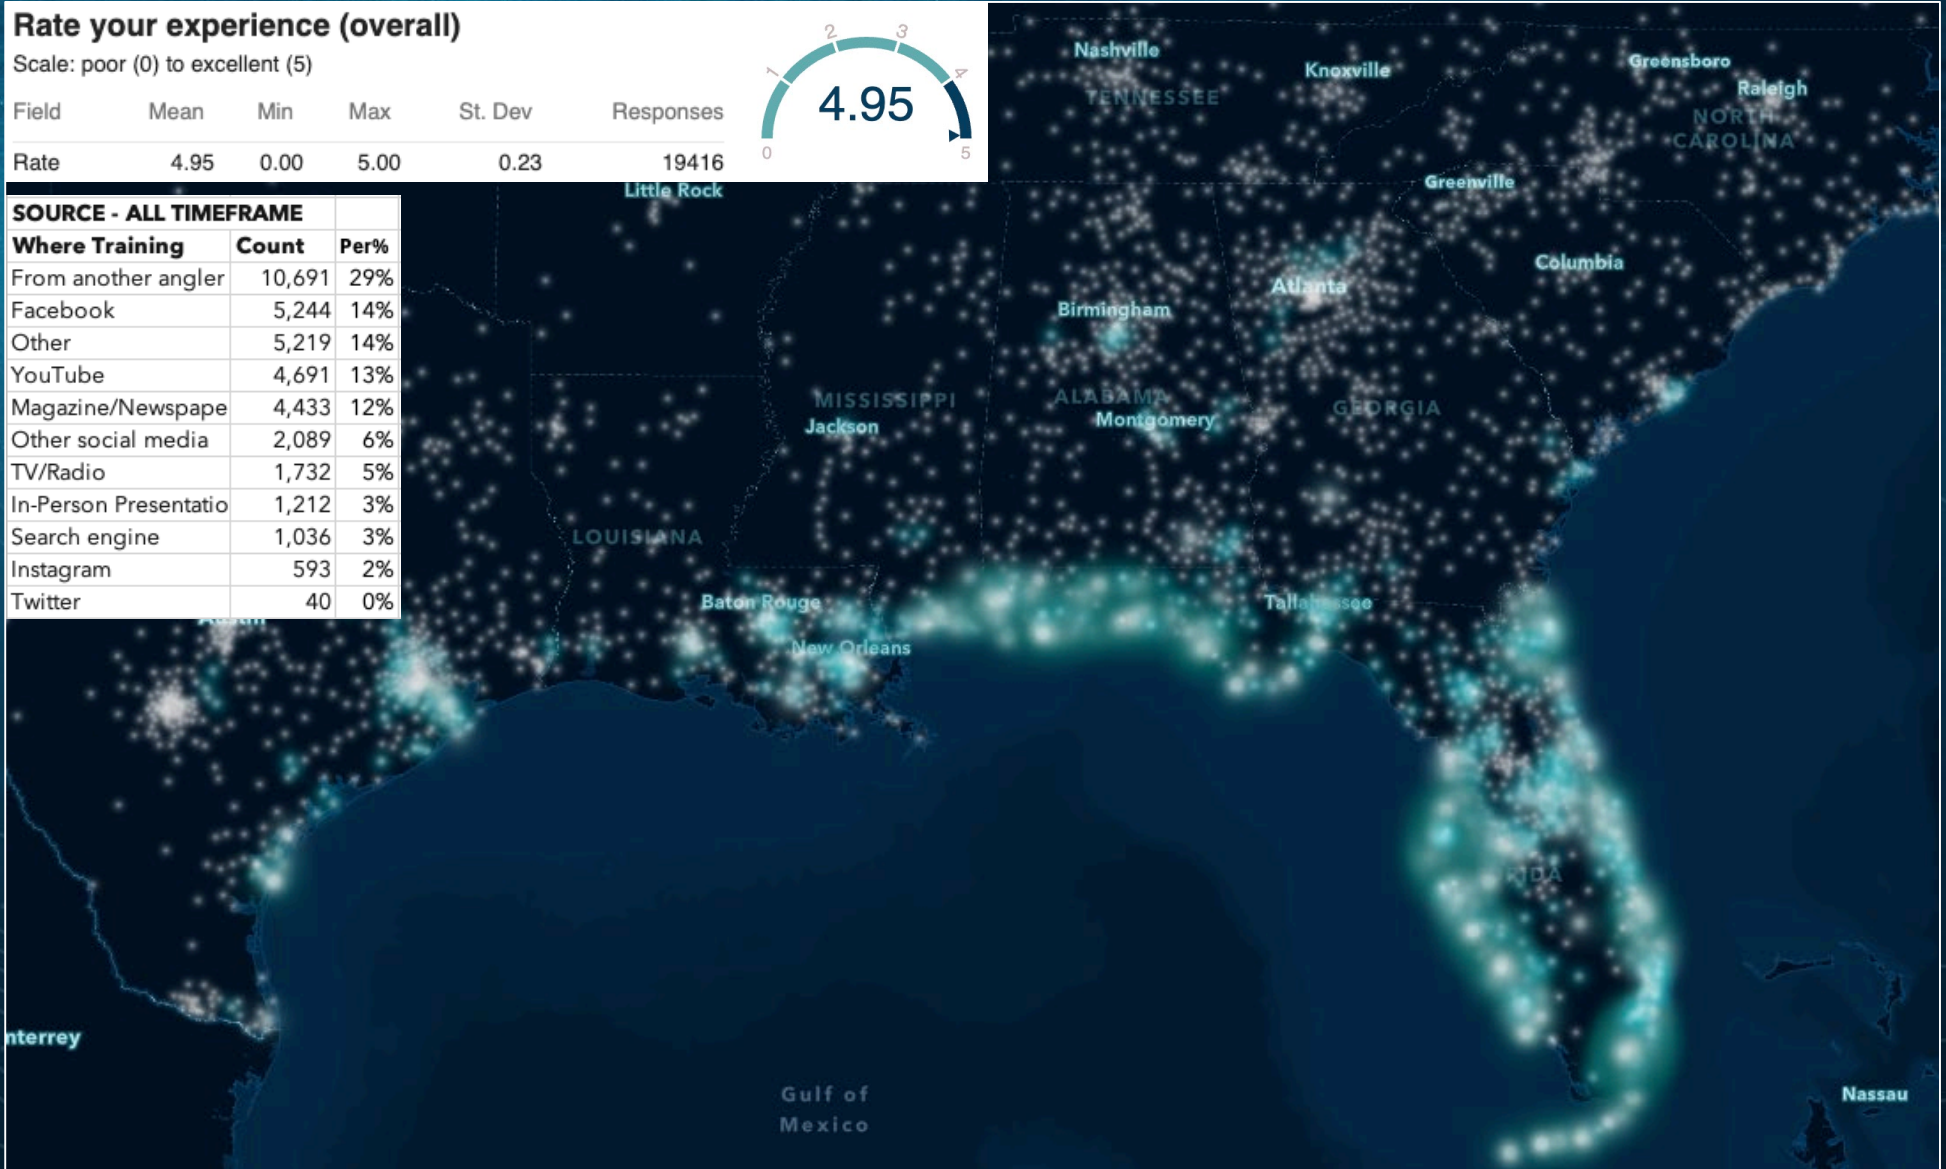 Rate your experience (overall)
Scale: poor (0) to excellent (5)
Field Mean Min Max St. Dev Responses
Rate 4.95 0.00 5.00 0.23 19416
0 1 2 3 4 5
4.95
SOURCE - ALL TIMEFRAME
Where Training Count Per%
From another angler 10,691 29%
Facebook 5,244 14%
Other 5,219 14%
YouTube 4,691 13%
Magazine/Newspape 4,433 12%
Other social media 2,089 6%
TV/Radio 1,732 5%
In-Person Presentatio 1,212 3%
Search engine 1,036 3%
Instagram 593 2%
Twitter 40 0%
Nashville
Knoxville
Greensboro
Raleigh
TENNESSEE
NORTH
CAROLINA
Little Rock
Greenville
Columbia
Atlanta
Birmingham
MISSISSIPPI
ALABAMA
GEORGIA
Jackson
Montgomery
LOUISIANA
Baton Rouge
Tallahassee
Austin
New Orleans
RIDA
nterrey
Gulf of
Mexico
Nassau